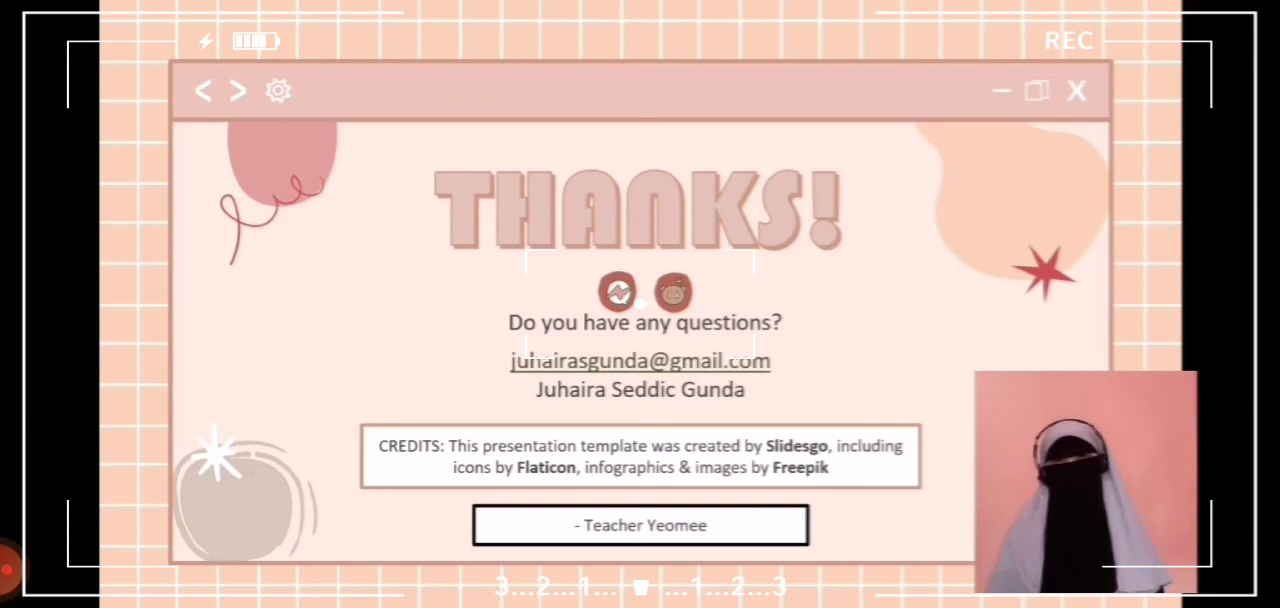 REC
< >
X
THANKS!
Do you have any questions?
juhairasgunda@gmail.com
Juhaira Seddic Gunda
CREDITS: This presentation template was created by Slidesgo, including
icons by Flaticon, infographics & images by Freepik
- Teacher Yeomee
3...2...1... ...1...2...3